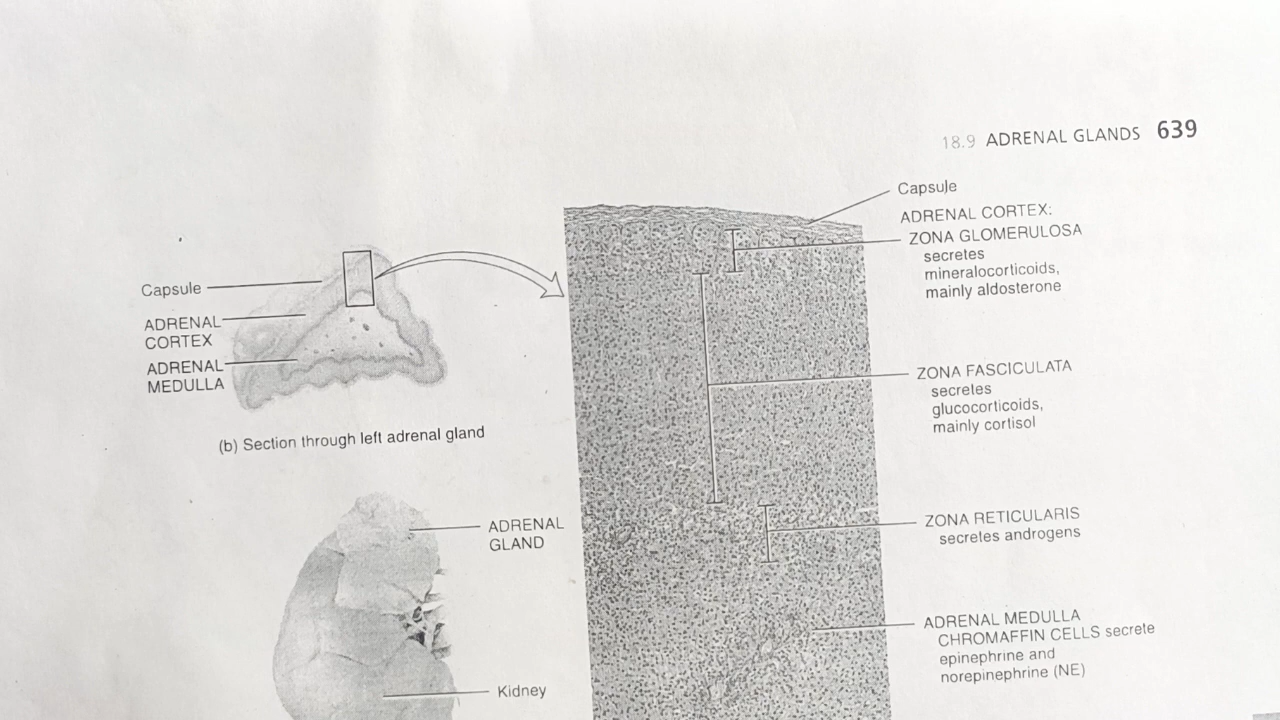 18.9 ADRENAL GLANDS 639
Capsule
ADRENAL
CORTEX
ADRENAL
MEDULLA
(b) Section through left adrenal gland
ADRENAL
GLAND
Kidney
Capsule
ADRENAL CORTEX:
ZONA GLOMERULOSA
secretes
mineralocorticoids,
mainly aldosterone
ZONA FASCICULATA
secretes
glucocorticoids,
mainly cortisol
ZONA RETICULARIS
secretes androgens
ADRENAL MEDULLA
CHROMAFFIN CELLS secrete
epinephrine and
norepinephrine (NE)